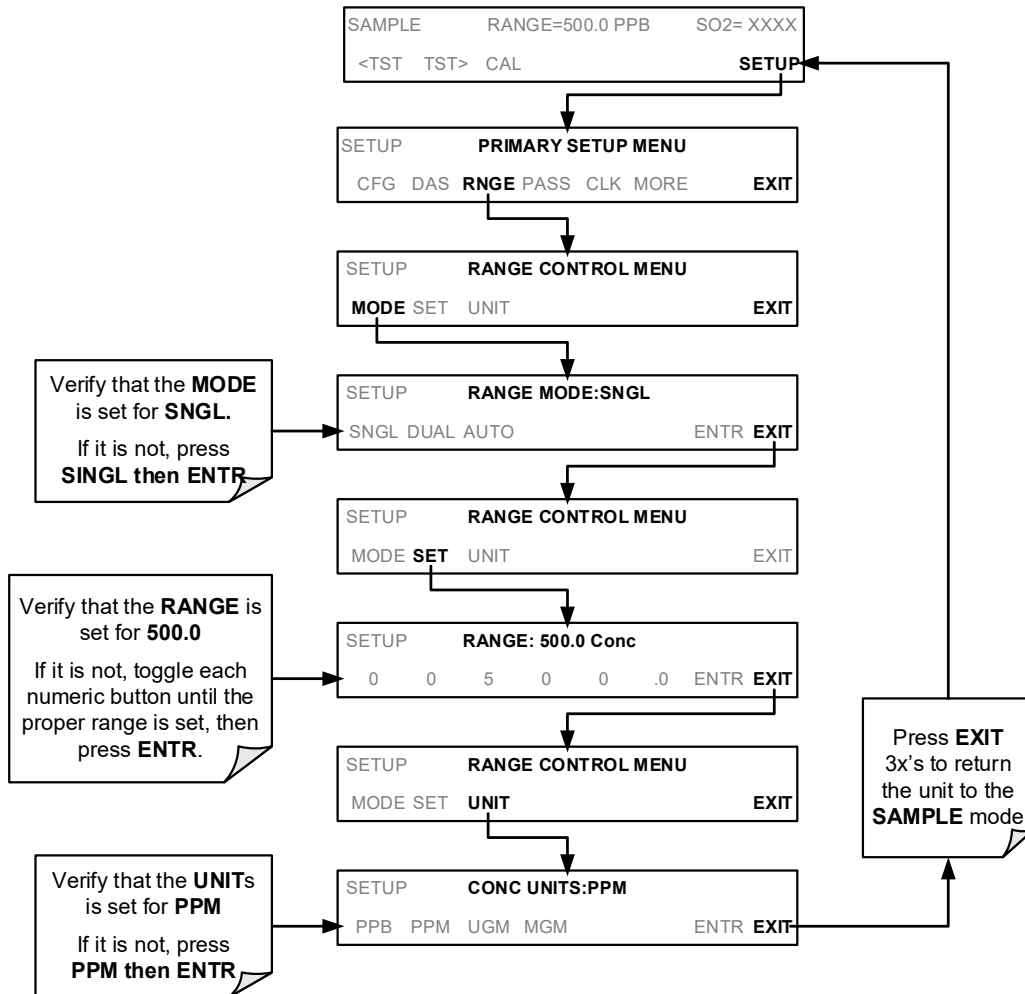 SAMPLE RANGE=500.0 PPB SO2= XXXX
<TST TST> CAL SETUP
SETUP PRIMARY SETUP MENU
CFG DAS RNGE PASS CLK MORE EXIT
SETUP RANGE CONTROL MENU
MODE SET UNIT EXIT
Verify that the MODE
is set for SNGL.
If it is not, press
SINGL then ENTR
SETUP RANGE MODE:SNGL
SNGL DUAL AUTO ENTR EXIT
SETUP RANGE CONTROL MENU
MODE SET UNIT EXIT
Verify that the RANGE is
set for 500.0
If it is not, toggle each
numeric button until the
proper range is set, then
press ENTR.
SETUP RANGE: 500.0 Conc
0 0 5 0 0 .0 ENTR EXIT
SETUP RANGE CONTROL MENU
MODE SET UNIT EXIT
Press EXIT
3x's to return
the unit to the
SAMPLE mode
Verify that the UNITs
is set for PPM
If it is not, press
PPM then ENTR
SETUP CONC UNITS:PPM
PPB PPM UGM MGM ENTR EXIT